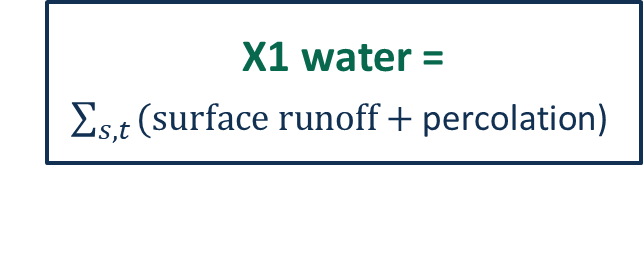 X1 water =
∑s,t (surface runoff + percolation)